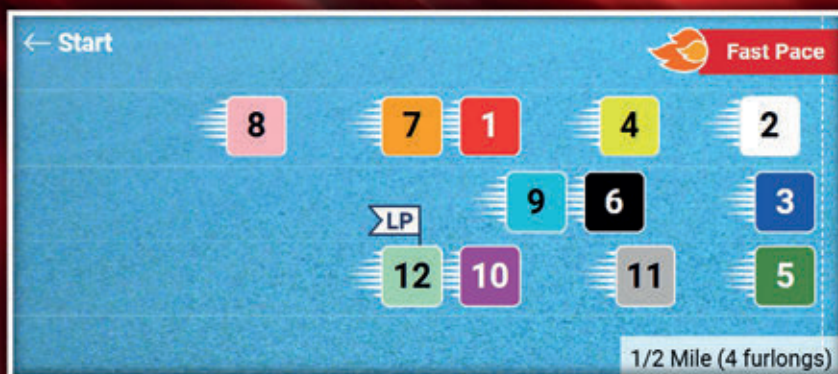 ← Start
Fast Pace
8 7 1 4 2
9 6 3
LP
12 10 11 5
1/2 Mile (4 furlongs)